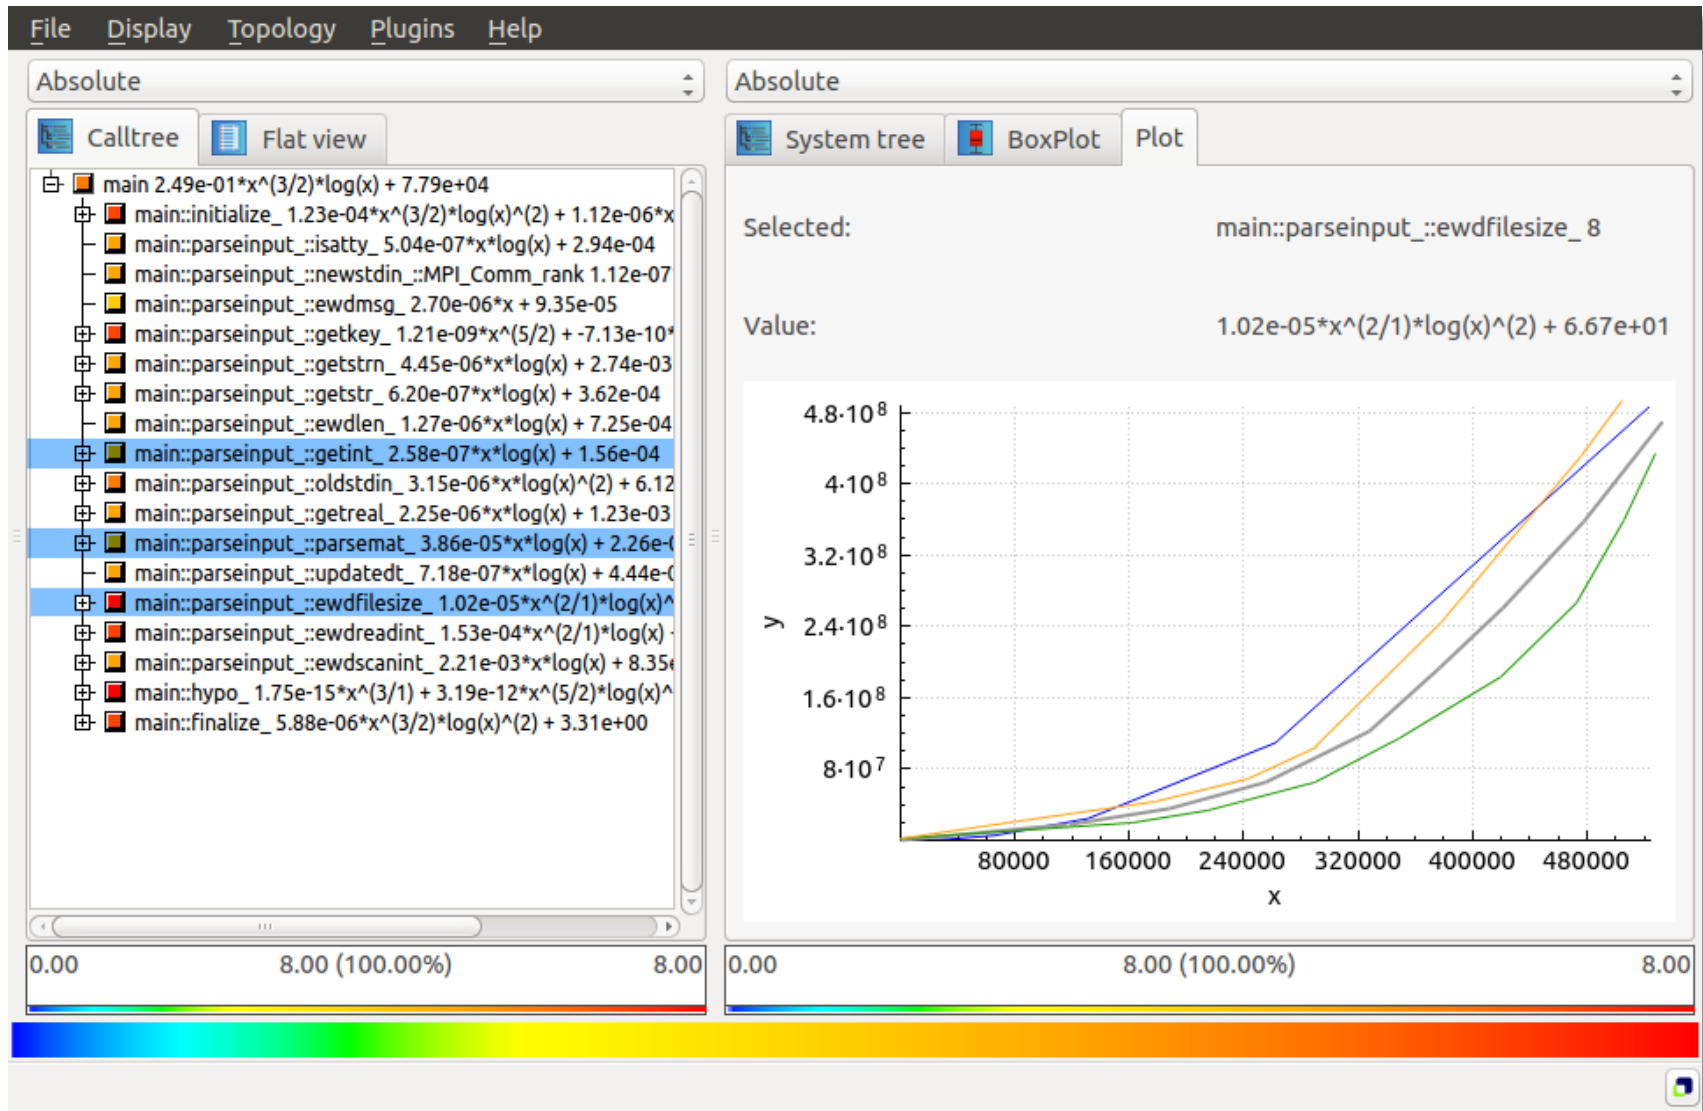 File Display Topology Plugins Help
Absolute
Calltree Flat view
main 2.49e-01*x^(3/2)*log(x) + 7.79e+04
main::initialize_ 1.23e-04*x^(3/2)*log(x)^(2) + 1.12e-06*x
main::parseinput_::isatty_ 5.04e-07*x*log(x) + 2.94e-04
main::parseinput_::newstdin_::MPI_Comm_rank 1.12e-07
main::parseinput_::ewdmsg_ 2.70e-06*x + 9.35e-05
main::parseinput_::getkey_ 1.21e-09*x^(5/2) + -7.13e-10*
main::parseinput_::getstrn_ 4.45e-06*x*log(x) + 2.74e-03
main::parseinput_::getstr_ 6.20e-07*x*log(x) + 3.62e-04
main::parseinput_::ewdlen_ 1.27e-06*x*log(x) + 7.25e-04
main::parseinput_::getint_ 2.58e-07*x*log(x) + 1.56e-04
main::parseinput_::oldstdin_ 3.15e-06*x*log(x)^(2) + 6.12
main::parseinput_::getreal_ 2.25e-06*x*log(x) + 1.23e-03
main::parseinput_::parsemat_ 3.86e-05*x*log(x) + 2.26e-0
main::parseinput_::updatedt_ 7.18e-07*x*log(x) + 4.44e-0
main::parseinput_::ewdfilesize_ 1.02e-05*x^(2/1)*log(x)^
main::parseinput_::ewdreadint_ 1.53e-04*x^(2/1)*log(x) +
main::parseinput_::ewdscanint_ 2.21e-03*x*log(x) + 8.35e
main::hypo_ 1.75e-15*x^(3/1) + 3.19e-12*x^(5/2)*log(x)^
main::finalize_ 5.88e-06*x^(3/2)*log(x)^(2) + 3.31e+00
0.00 8.00 (100.00%) 8.00
Absolute
System tree BoxPlot Plot
Selected: main::parseinput_::ewdfilesize_ 8
Value: 1.02e-05*x^(2/1)*log(x)^(2) + 6.67e+01
4.8·10⁸
4·10⁸
3.2·10⁸
2.4·10⁸
1.6·10⁸
8·10⁷
y
80000 160000 240000 320000 400000 480000
x
0.00 8.00 (100.00%) 8.00